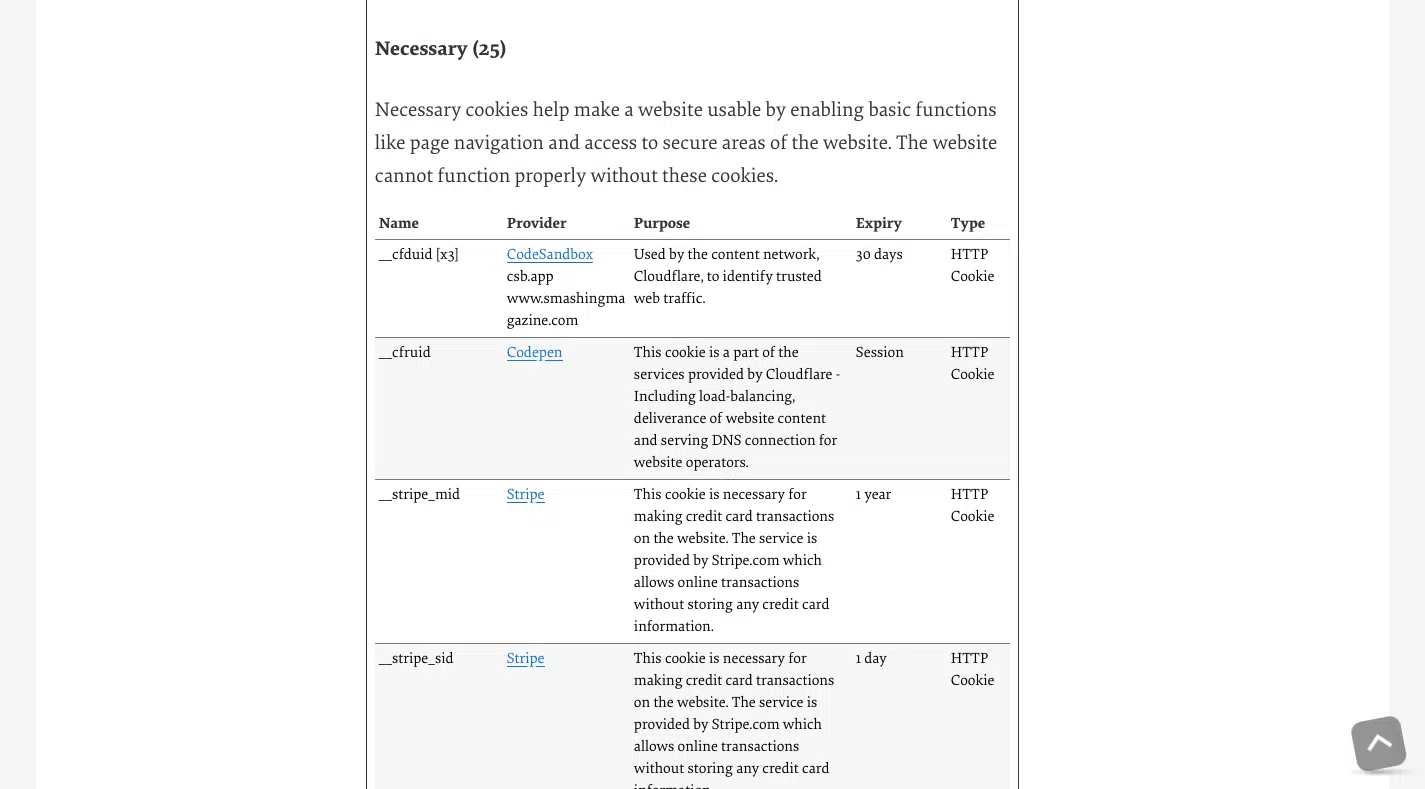 Necessary (25)
Necessary cookies help make a website usable by enabling basic functions
like page navigation and access to secure areas of the website. The website
cannot function properly without these cookies.
Name Provider Purpose Expiry Type
__cfduid [x3] CodeSandbox Used by the content network, 30 days HTTP
csb.app Cloudflare, to identify trusted Cookie
www.smashingma web traffic.
gazine.com
__cfruid Codepen This cookie is a part of the Session HTTP
services provided by Cloudflare - Cookie
Including load-balancing,
deliverance of website content
and serving DNS connection for
website operators.
__stripe_mid Stripe This cookie is necessary for 1 year HTTP
making credit card transactions Cookie
on the website. The service is
provided by Stripe.com which
allows online transactions
without storing any credit card
information.
__stripe_sid Stripe This cookie is necessary for 1 day HTTP
making credit card transactions Cookie
on the website. The service is
provided by Stripe.com which
allows online transactions
without storing any credit card